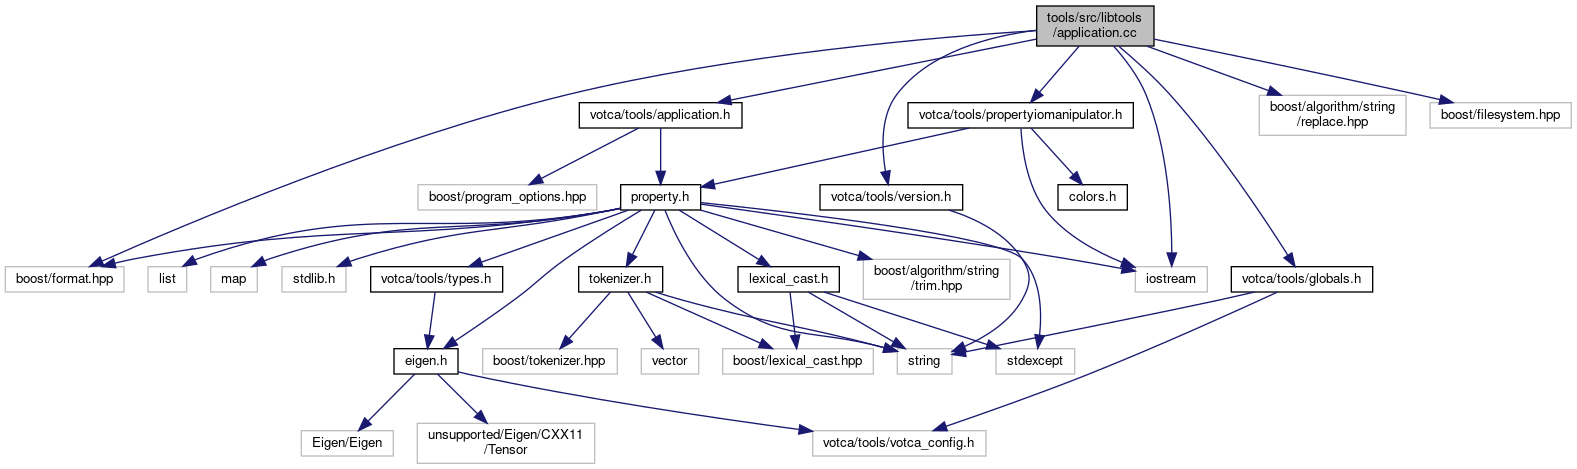 tools/src/libtools
/application.cc
votca/tools/application.h
votca/tools/propertyiomanipulator.h
boost/algorithm/string
/replace.hpp
boost/filesystem.hpp
boost/program_options.hpp
property.h
votca/tools/version.h
colors.h
boost/format.hpp
list
map
stdlib.h
votca/tools/types.h
tokenizer.h
lexical_cast.h
boost/algorithm/string
/trim.hpp
iostream
votca/tools/globals.h
eigen.h
boost/tokenizer.hpp
vector
boost/lexical_cast.hpp
string
stdexcept
Eigen/Eigen
unsupported/Eigen/CXX11
/Tensor
votca/tools/votca_config.h